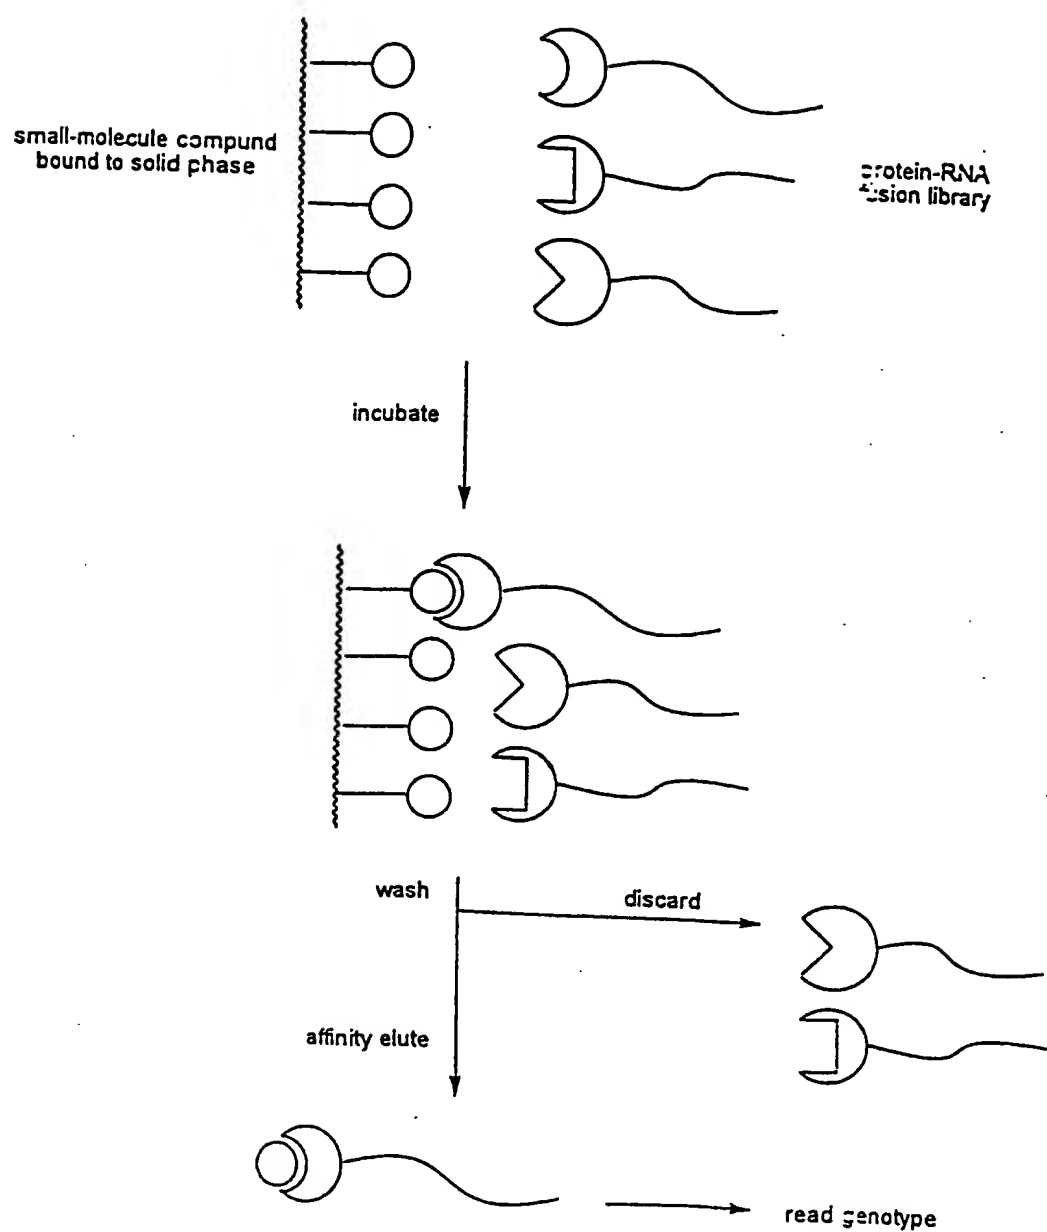 small-molecule compund
bound to solid phase
protein-RNA
fusion library
incubate
wash
discard
affinity elute
read genotype